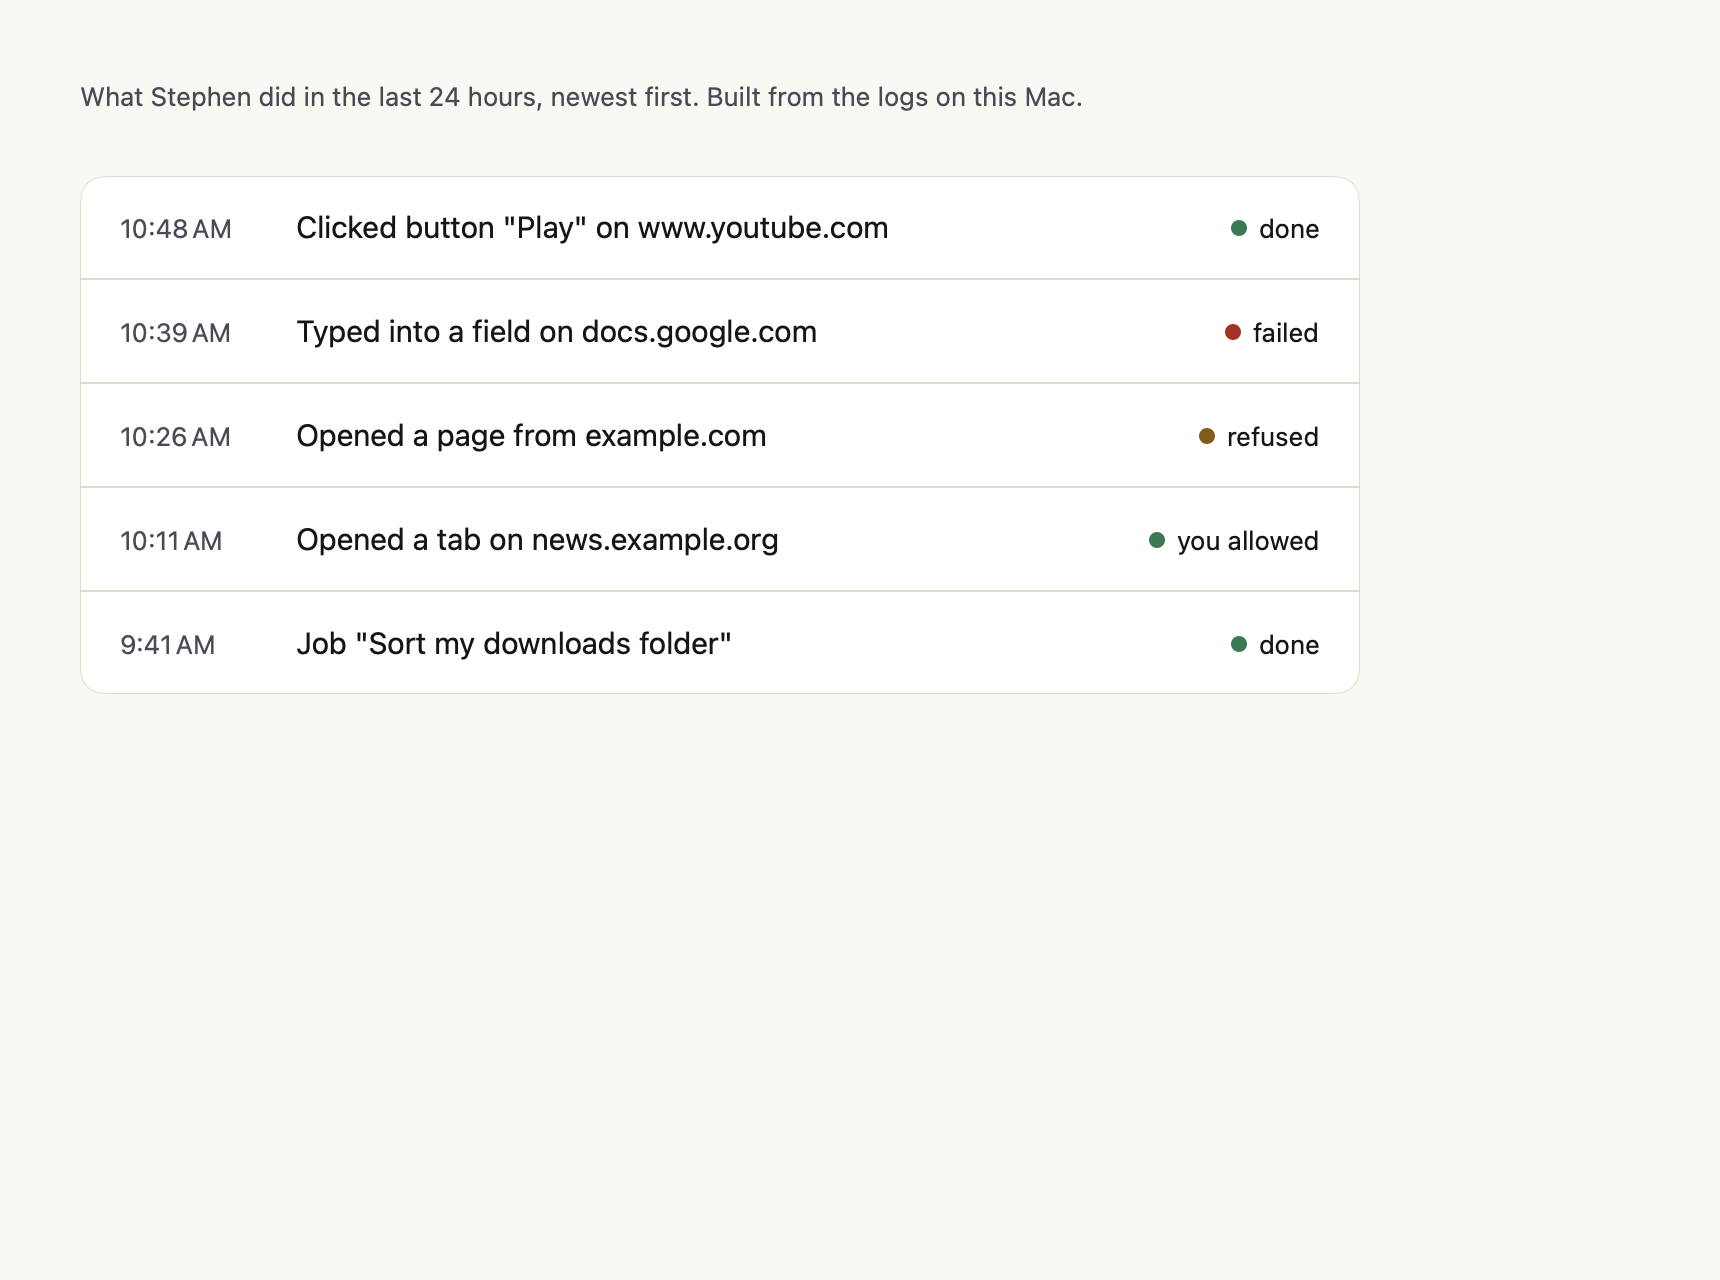 What Stephen did in the last 24 hours, newest first. Built from the logs on this Mac.
10:48 AM Clicked button "Play" on www.youtube.com done
10:39 AM Typed into a field on docs.google.com failed
10:26 AM Opened a page from example.com refused
10:11 AM Opened a tab on news.example.org you allowed
9:41 AM Job "Sort my downloads folder" done